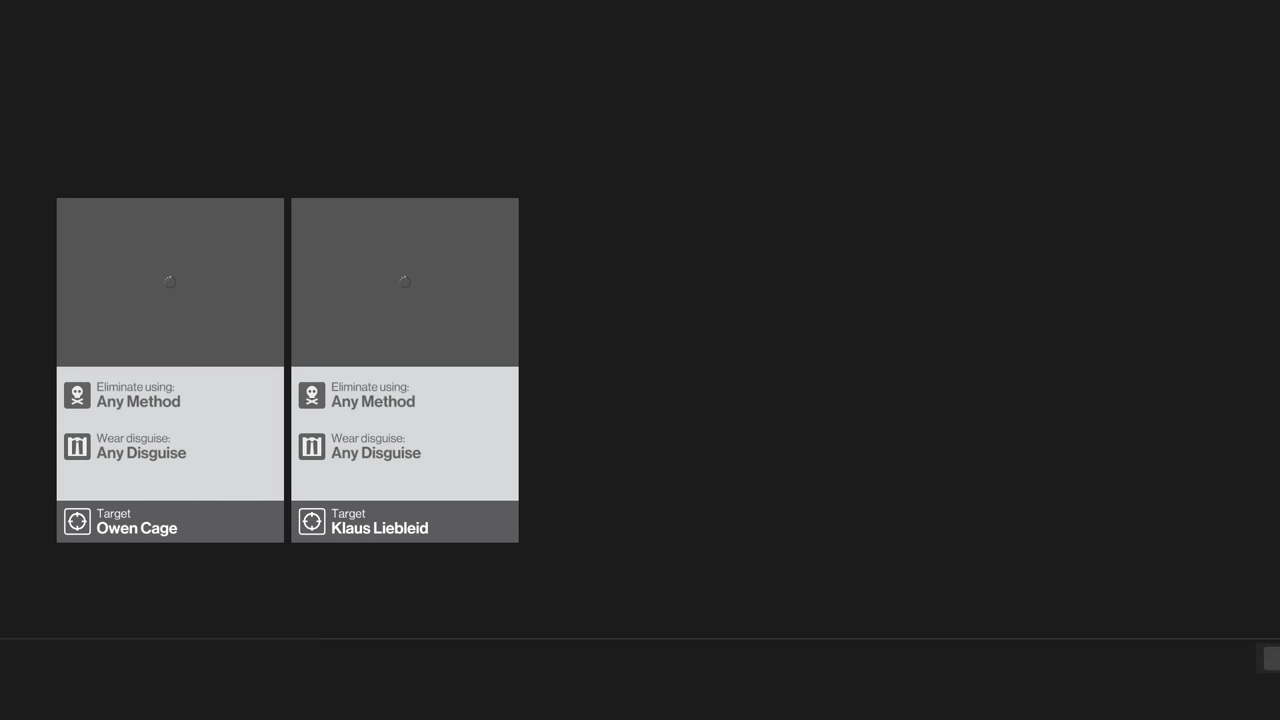 Eliminate using:
Any Method
Wear disguise:
Any Disguise
Target
Owen Cage
Eliminate using:
Any Method
Wear disguise:
Any Disguise
Target
Klaus Liebleid